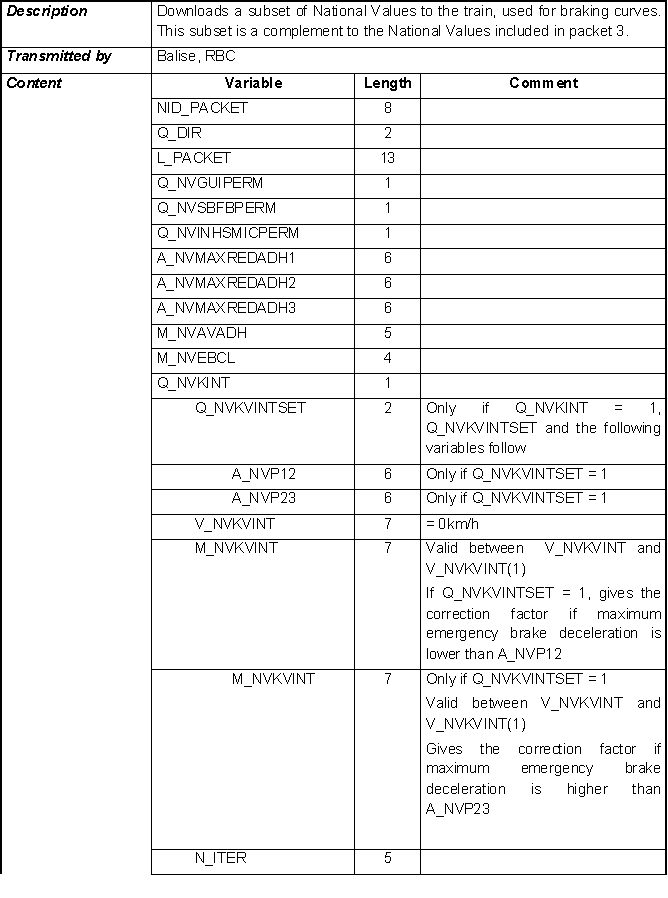 Description Downloads a subset of National Values to the train, used for braking curves.
This subset is a complement to the National Values included in packet 3.
Transmitted by Balise, RBC
Content Variable Length Comment
NID_PACKET 8
Q_DIR 2
L_PACKET 13
Q_NVGUIPERM 1
Q_NVSBFBPERM 1
Q_NVINHSMICPERM 1
A_NVMAXREDADH1 6
A_NVMAXREDADH2 6
A_NVMAXREDADH3 6
M_NVAVADH 5
M_NVEBCL 4
Q_NVKINT 1
Q_NVKVINTSET 2 Only if Q_NVKINT = 1,
Q_NVKVINTSET and the following
variables follow
A_NVP12 6 Only if Q_NVKVINTSET = 1
A_NVP23 6 Only if Q_NVKVINTSET = 1
V_NVKVINT 7 = 0km/h
M_NVKVINT 7 Valid between V_NVKVINT and
V_NVKVINT(1)
If Q_NVKVINTSET = 1, gives the
correction factor if maximum
emergency brake deceleration is
lower than A_NVP12
M_NVKVINT 7 Only if Q_NVKVINTSET = 1
Valid between V_NVKVINT and
V_NVKVINT(1)
Gives the correction factor if
maximum emergency brake
deceleration is higher than
A_NVP23
N_ITER 5